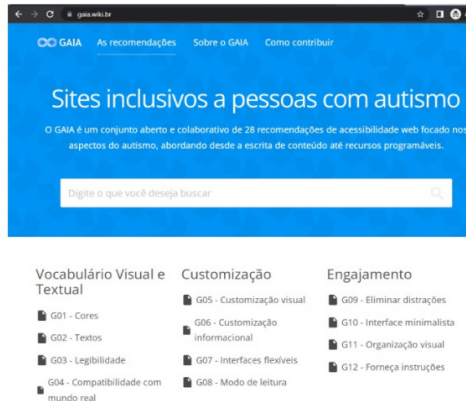 gaia.wiki.br
GAIA As recomendações Sobre o GAIA Como contribuir
Sites inclusivos a pessoas com autismo
O GAIA é um conjunto aberto e colaborativo de 28 recomendações de acessibilidade web focado nos
aspectos do autismo, abordando desde a escrita de conteúdo até recursos programáveis.
Digite o que você deseja buscar
Vocabulário Visual e
Textual
G01 - Cores
G02 - Textos
G03 - Legibilidade
G04 - Compatibilidade com
mundo real
Customização
G05 - Customização visual
G06 - Customização
informacional
G07 - Interfaces flexíveis
G08 - Modo de leitura
Engajamento
G09 - Eliminar distrações
G10 - Interface minimalista
G11 - Organização visual
G12 - Forneça instruções